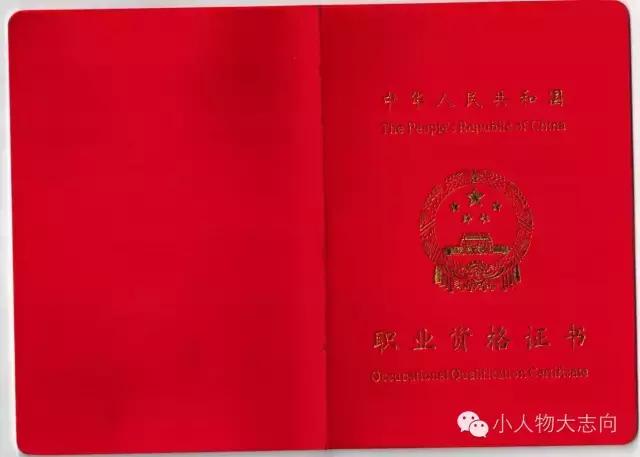 中华人民共和国
The People's Republic of China
职业资格证书
Occupational Qualification Certificate
小人物大志向